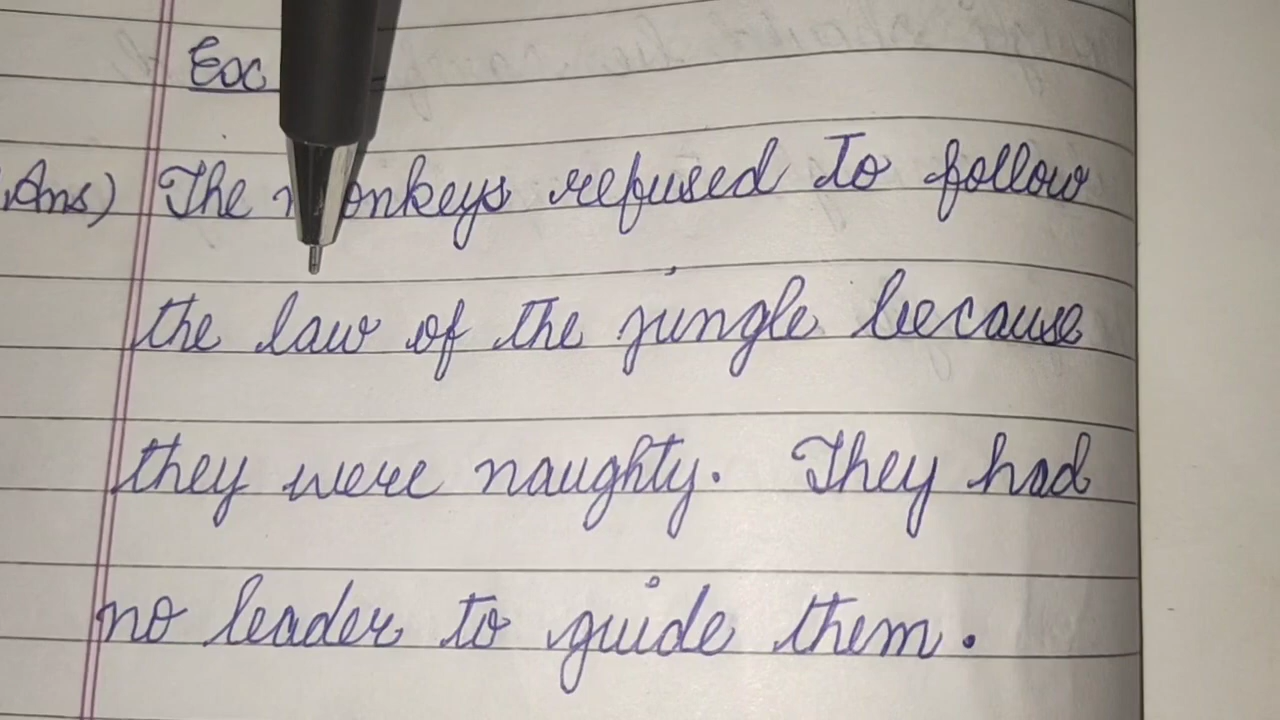 Exc
Ans) The monkeys refused to follow
the law of the jungle because
they were naughty. They had
no leader to guide them.